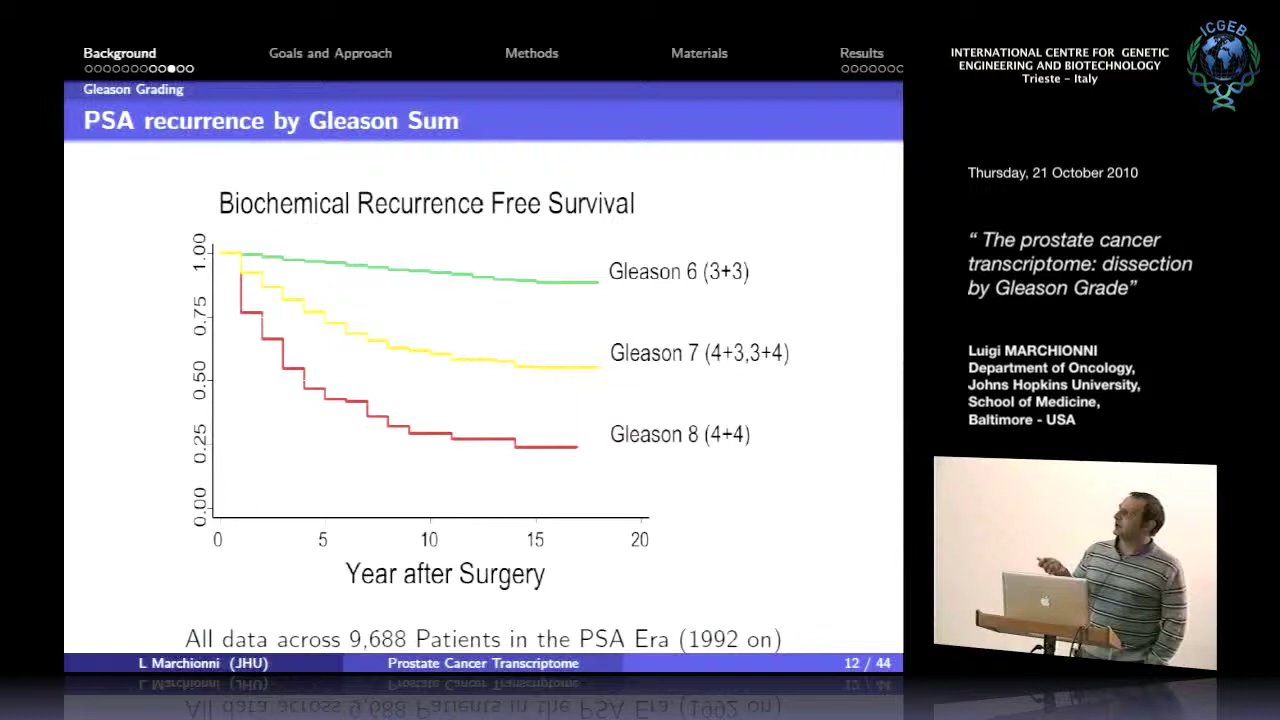 Background
Goals and Approach
Methods
Materials
Results
Gleason Grading
PSA recurrence by Gleason Sum
Biochemical Recurrence Free Survival
1.00
0.75
0.50
0.25
0.00
Gleason 6 (3+3)
Gleason 7 (4+3,3+4)
Gleason 8 (4+4)
0 5 10 15 20
Year after Surgery
All data across 9,688 Patients in the PSA Era (1992 on)
L Marchionni (JHU)
Prostate Cancer Transcriptome
12 / 44
INTERNATIONAL CENTRE FOR GENETIC
ENGINEERING AND BIOTECHNOLOGY
Trieste – Italy
ICGEB
Thursday, 21 October 2010
“ The prostate cancer
transcriptome: dissection
by Gleason Grade”
Luigi MARCHIONNI
Department of Oncology,
Johns Hopkins University,
School of Medicine,
Baltimore - USA